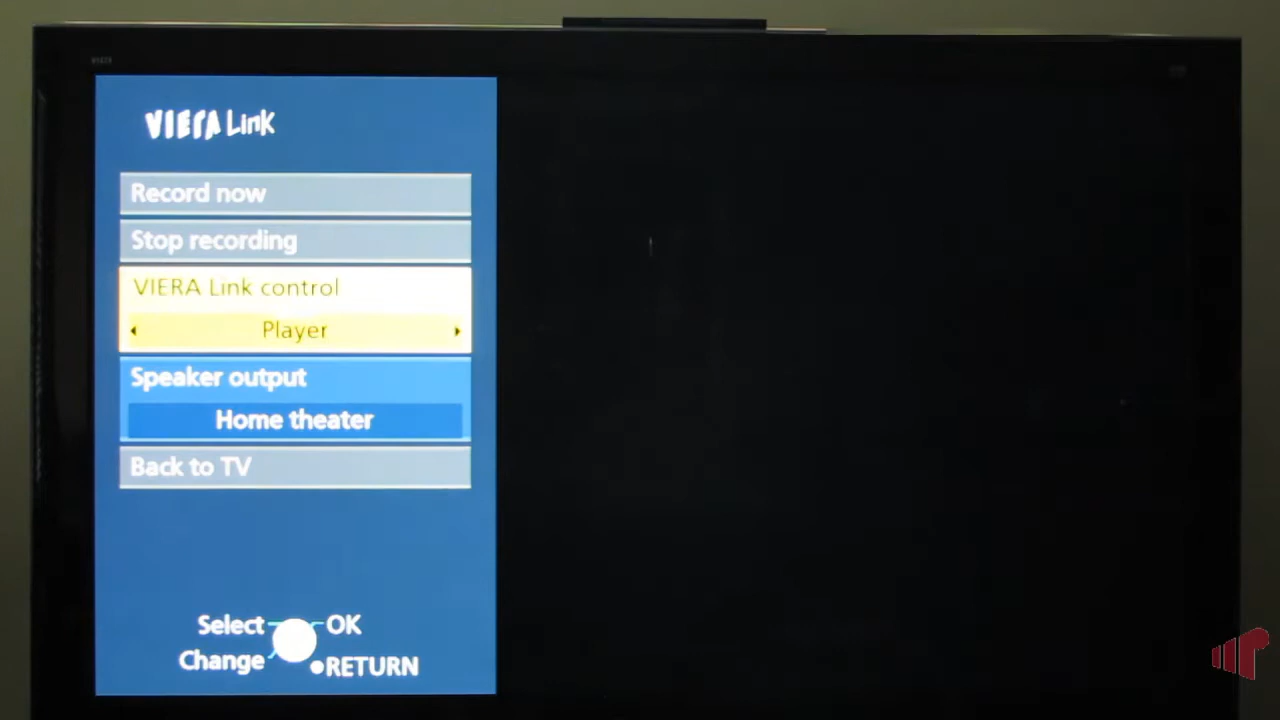 VIERA
VIERA Link
Record now
Stop recording
VIERA Link control
Player
Speaker output
Home theater
Back to TV
Select
OK
Change
RETURN